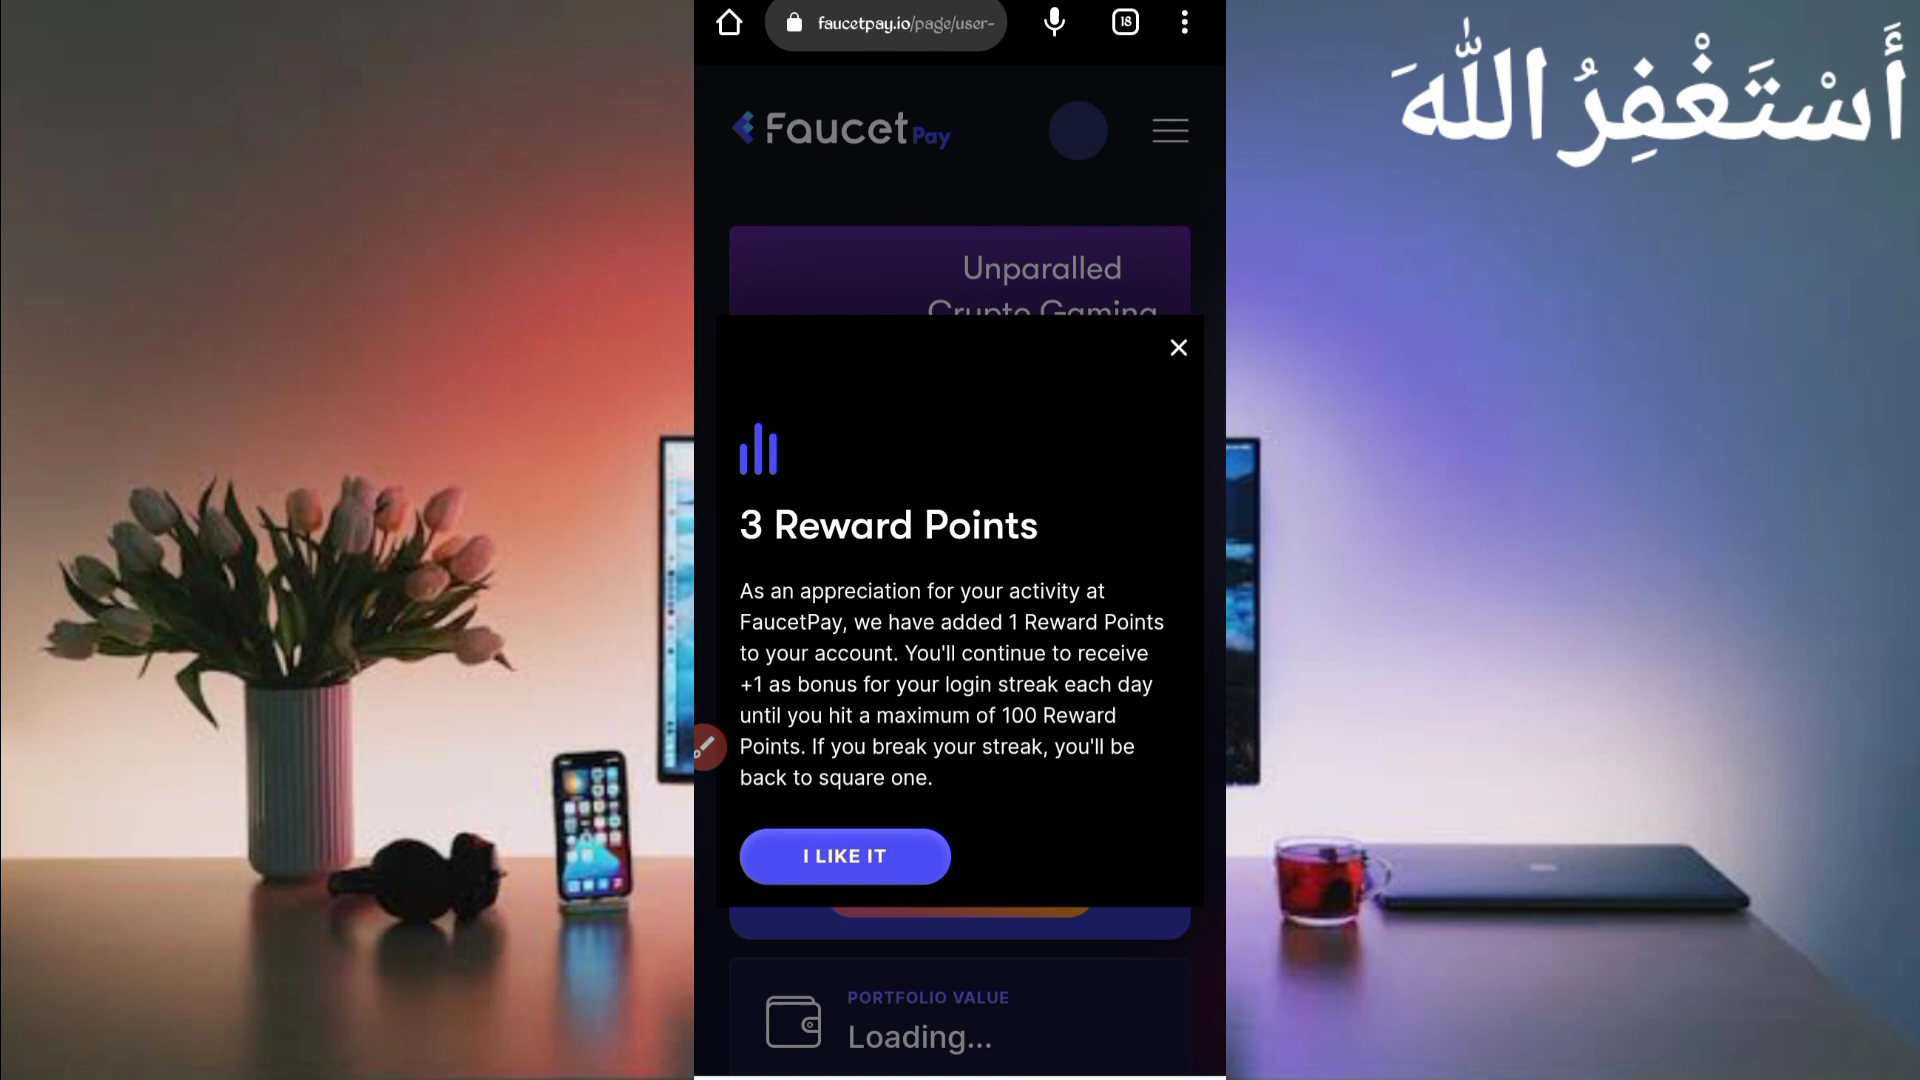 faucetpay.io/page/user-
18
أَسْتَغْفِرُ اللّٰهَ
Faucet Pay
Unparalled
Crypto Gaming
3 Reward Points
As an appreciation for your activity at
FaucetPay, we have added 1 Reward Points
to your account. You'll continue to receive
+1 as bonus for your login streak each day
until you hit a maximum of 100 Reward
Points. If you break your streak, you'll be
back to square one.
I LIKE IT
PORTFOLIO VALUE
Loading...